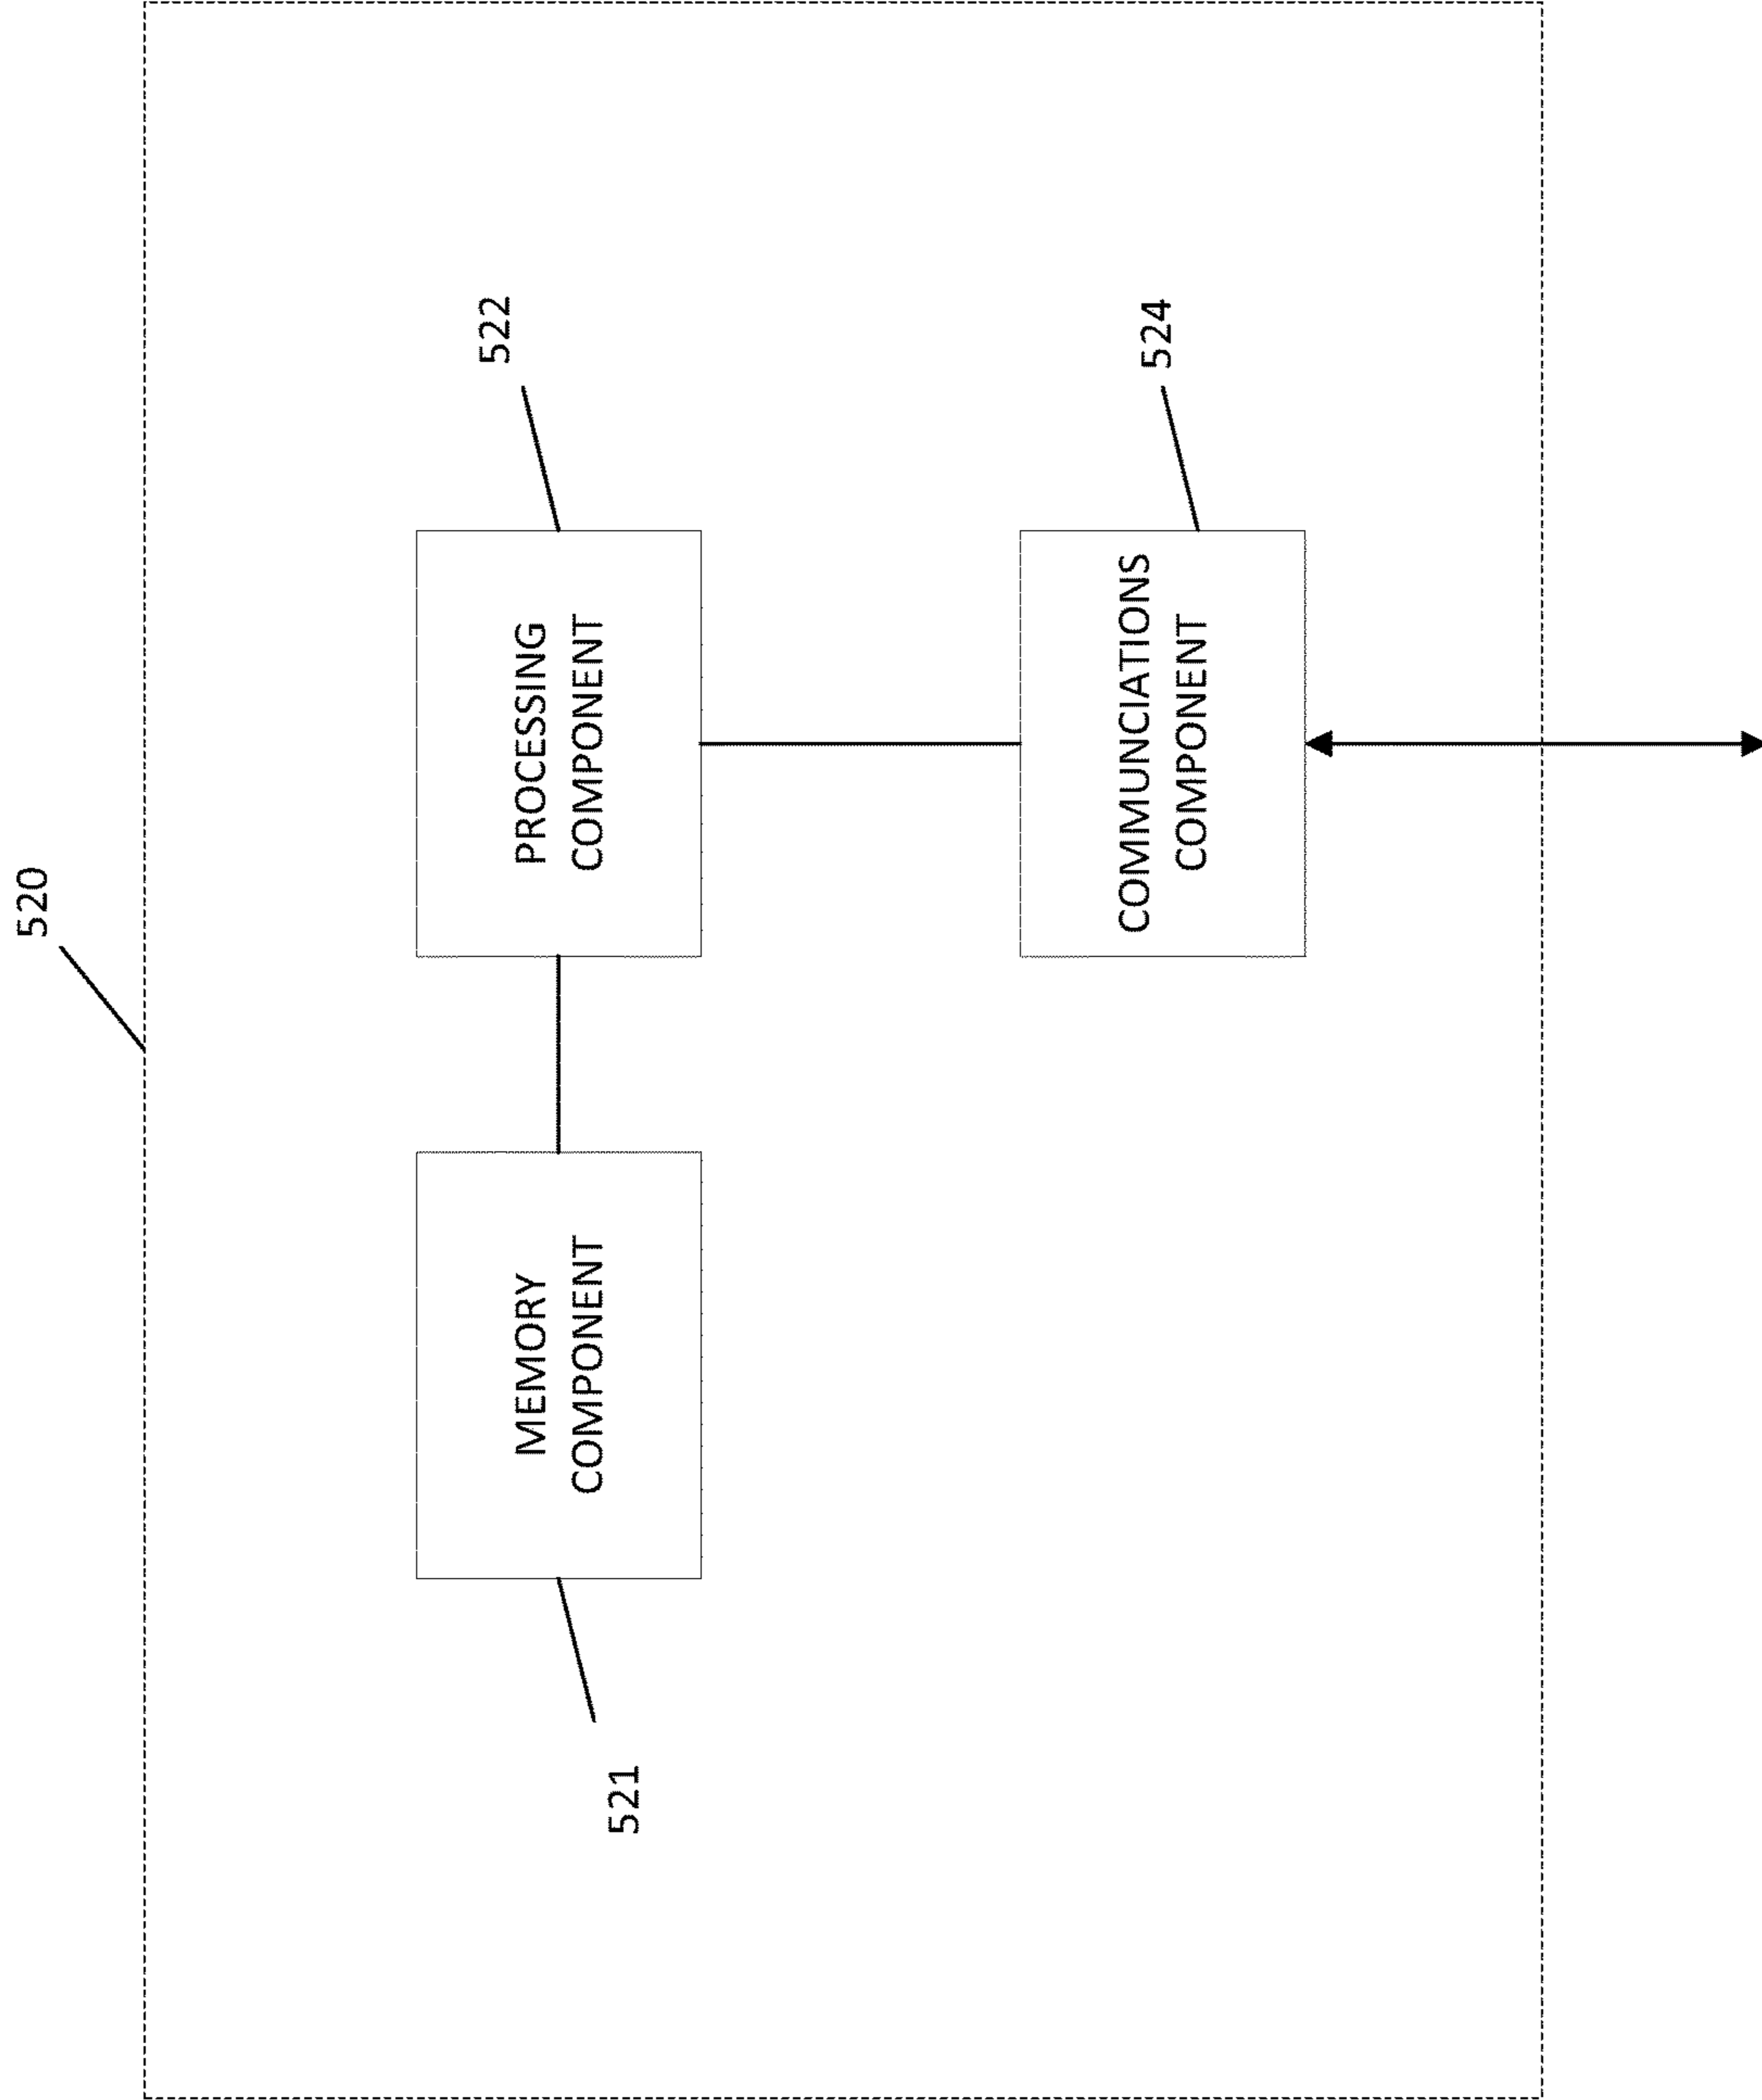 520
522
MEMORY
COMPONENT
PROCESSING
COMPONENT
521
524
COMMUNCIATIONS
COMPONENT